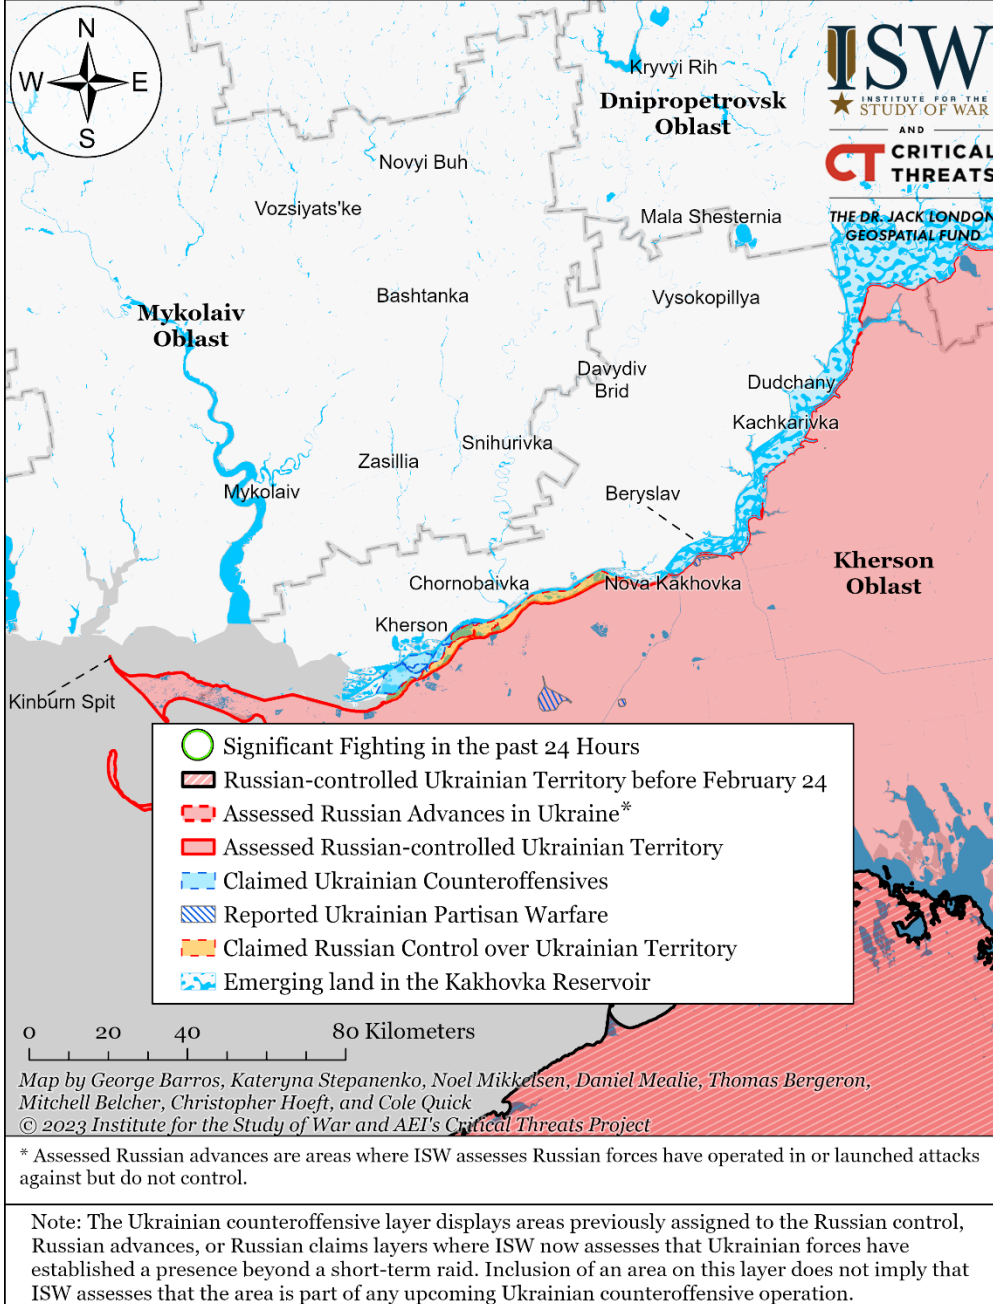 N
W
E
S
ISW
INSTITUTE FOR THE
STUDY OF WAR
AND
CT CRITICAL
THREATS
THE DR. JACK LONDON
GEOSPATIAL FUND
Kryvyi Rih
Dnipropetrovsk
Oblast
Novyi Buh
Vozsiyats'ke
Mala Shesternia
Bashtanka
Vysokopillya
Mykolaiv
Oblast
Davydiv
Brid
Dudchany
Kachkarivka
Snihurivka
Zasillia
Mykolaiv
Beryslav
Kherson
Oblast
Chornobaivka
Nova Kakhovka
Kherson
Kinburn Spit
Significant Fighting in the past 24 Hours
Russian-controlled Ukrainian Territory before February 24
Assessed Russian Advances in Ukraine*
Assessed Russian-controlled Ukrainian Territory
Claimed Ukrainian Counteroffensives
Reported Ukrainian Partisan Warfare
Claimed Russian Control over Ukrainian Territory
Emerging land in the Kakhovka Reservoir
0 20 40 80 Kilometers
Map by George Barros, Kateryna Stepanenko, Noel Mikkelsen, Daniel Mealie, Thomas Bergeron,
Mitchell Belcher, Christopher Hoeft, and Cole Quick
© 2023 Institute for the Study of War and AEI's Critical Threats Project
* Assessed Russian advances are areas where ISW assesses Russian forces have operated in or launched attacks
against but do not control.
Note: The Ukrainian counteroffensive layer displays areas previously assigned to the Russian control,
Russian advances, or Russian claims layers where ISW now assesses that Ukrainian forces have
established a presence beyond a short-term raid. Inclusion of an area on this layer does not imply that
ISW assesses that the area is part of any upcoming Ukrainian counteroffensive operation.